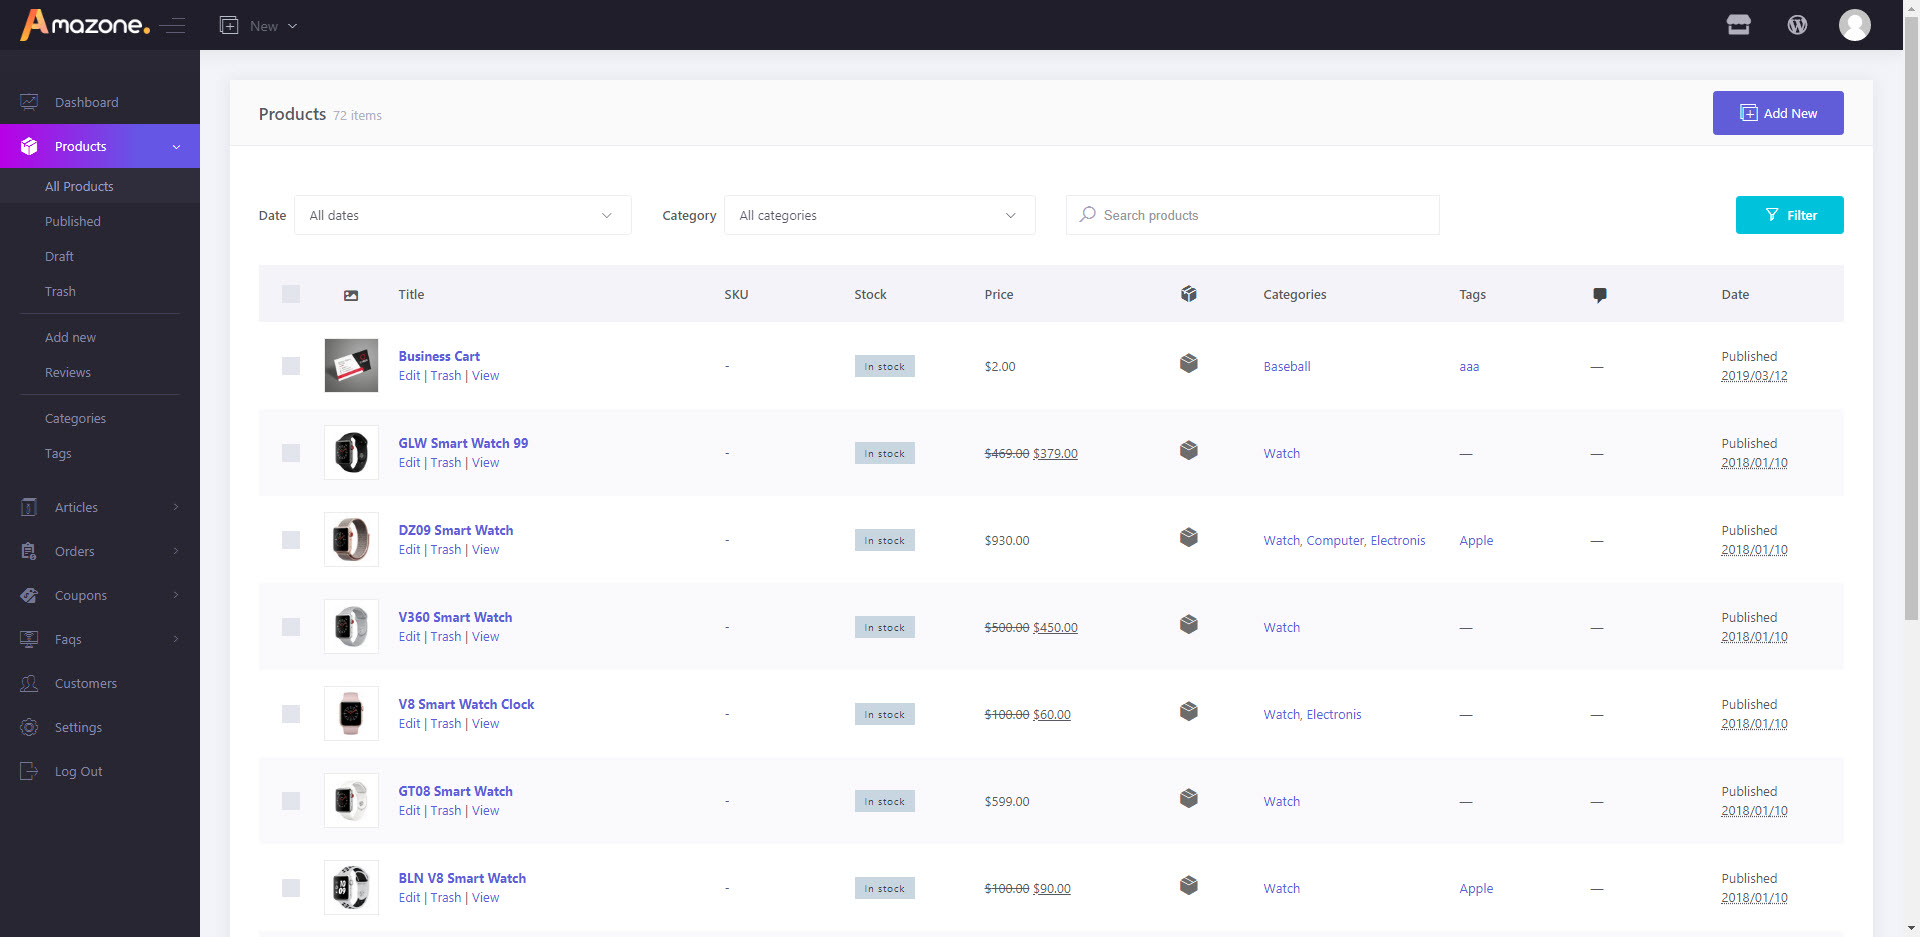 Amazone.
New
Dashboard
Products
All Products
Published
Draft
Trash
Add new
Reviews
Categories
Tags
Articles
Orders
Coupons
Faqs
Customers
Settings
Log Out
Products 72 items
Add New
Date All dates Category All categories Search products Filter
Title SKU Stock Price Categories Tags Date
Business Cart
Edit | Trash | View
- In stock $2.00 Baseball aaa —
Published
2019/03/12
GLW Smart Watch 99
Edit | Trash | View
- In stock $469.00 $379.00 Watch — —
Published
2018/01/10
DZ09 Smart Watch
Edit | Trash | View
- In stock $930.00 Watch, Computer, Electronis Apple —
Published
2018/01/10
V360 Smart Watch
Edit | Trash | View
- In stock $500.00 $450.00 Watch — —
Published
2018/01/10
V8 Smart Watch Clock
Edit | Trash | View
- In stock $100.00 $60.00 Watch, Electronis — —
Published
2018/01/10
GT08 Smart Watch
Edit | Trash | View
- In stock $599.00 Watch — —
Published
2018/01/10
10
09
BLN V8 Smart Watch
Edit | Trash | View
- In stock $100.00 $90.00 Watch Apple —
Published
2018/01/10